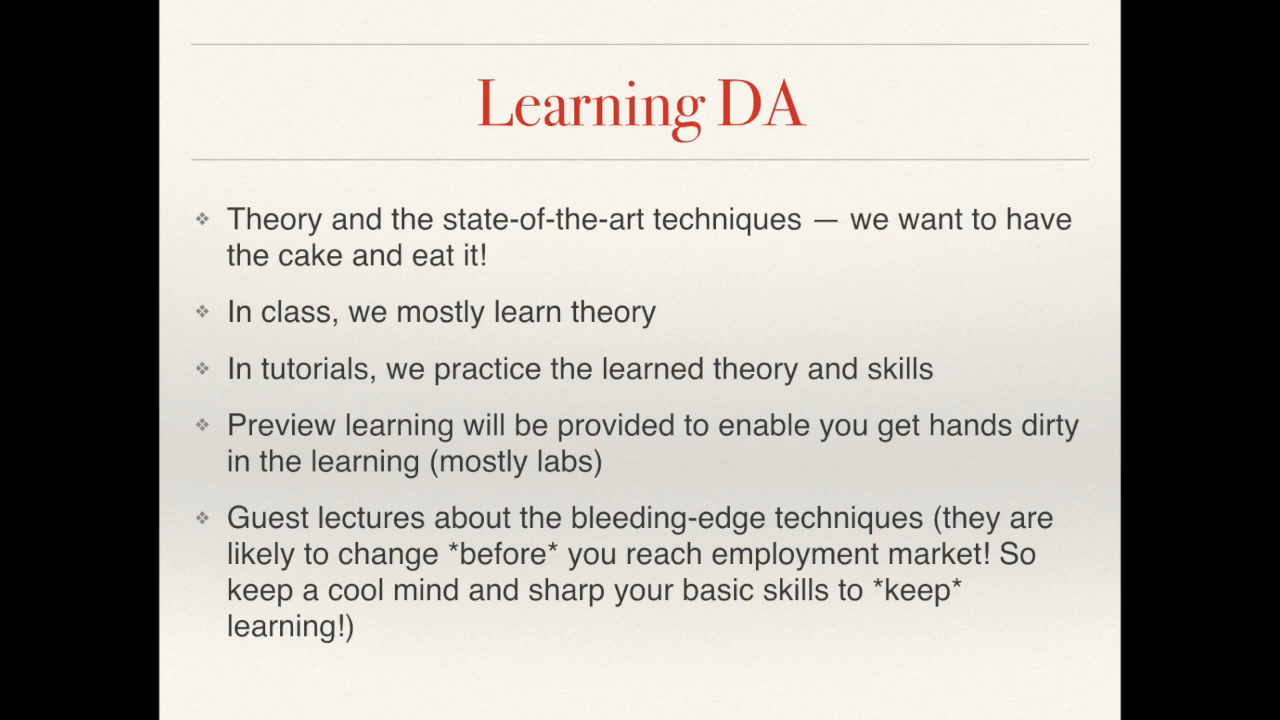 Learning DA
❖ Theory and the state-of-the-art techniques — we want to have
the cake and eat it!
❖ In class, we mostly learn theory
❖ In tutorials, we practice the learned theory and skills
❖ Preview learning will be provided to enable you get hands dirty
in the learning (mostly labs)
❖ Guest lectures about the bleeding-edge techniques (they are
likely to change *before* you reach employment market! So
keep a cool mind and sharp your basic skills to *keep*
learning!)